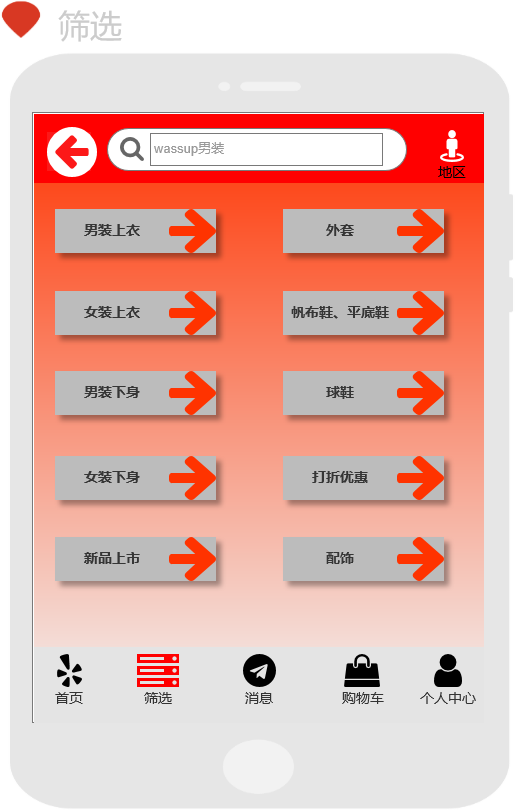 筛选
wassup男装
地区
男装上衣
外套
女装上衣
帆布鞋、平底鞋
男装下身
球鞋
女装下身
打折优惠
新品上市
配饰
首页
筛选
消息
购物车
个人中心